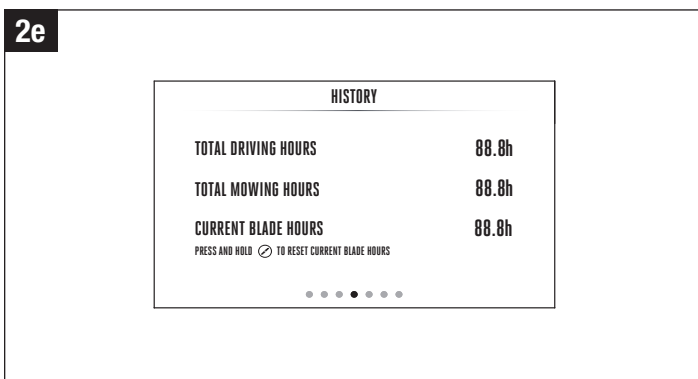 2e
HISTORY
TOTAL DRIVING HOURS 88.8h
TOTAL MOWING HOURS 88.8h
CURRENT BLADE HOURS 88.8h
PRESS AND HOLD TO RESET CURRENT BLADE HOURS